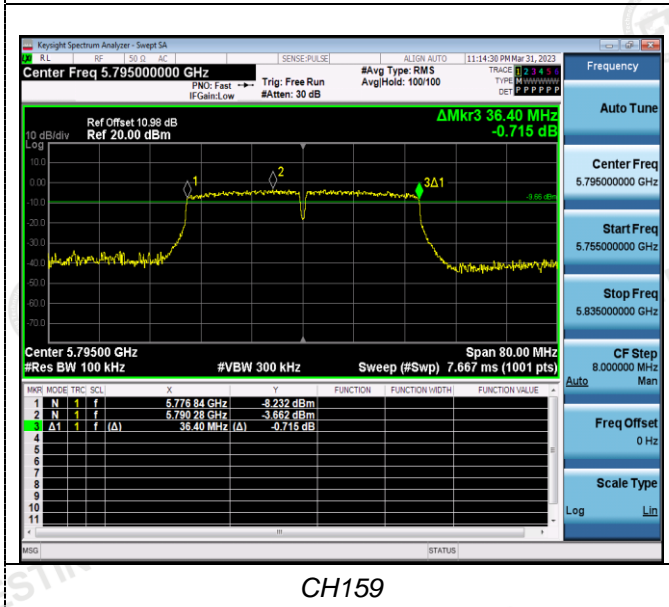 Keysight Spectrum Analyzer - Swept SA
RL RF 50 Ω AC SENSE:PULSE ALIGN AUTO 11:14:30 PM Mar 31, 2023
Center Freq 5.795000000 GHz #Avg Type: RMS TRACE 1 2 3 4 5 6
PNO: Fast Trig: Free Run Avg|Hold: 100/100 TYPE M
IFGain:Low #Atten: 30 dB DET P P P P P P
Frequency
Auto Tune
Center Freq
5.795000000 GHz
Start Freq
5.755000000 GHz
Stop Freq
5.835000000 GHz
CF Step
8.000000 MHz
Auto Man
Freq Offset
0 Hz
Scale Type
Log Lin
ΔMkr3 36.40 MHz
-0.715 dB
Ref Offset 10.98 dB
10 dB/div Ref 20.00 dBm
Log
10.0
0.00
-10.0
-20.0
-30.0
-40.0
-50.0
-60.0
-70.0
1
2
3Δ1
-9.66 dBm
Center 5.79500 GHz Span 80.00 MHz
#Res BW 100 kHz #VBW 300 kHz Sweep (#Swp) 7.667 ms (1001 pts)
MKR MODE TRC SCL X Y FUNCTION FUNCTION WIDTH FUNCTION VALUE
1 N 1 f 5.776 84 GHz -8.232 dBm
2 N 1 f 5.790 28 GHz -3.662 dBm
3 Δ1 1 f (Δ) 36.40 MHz (Δ) -0.715 dB
4
5
6
7
8
9
10
11
MSG STATUS
CH159